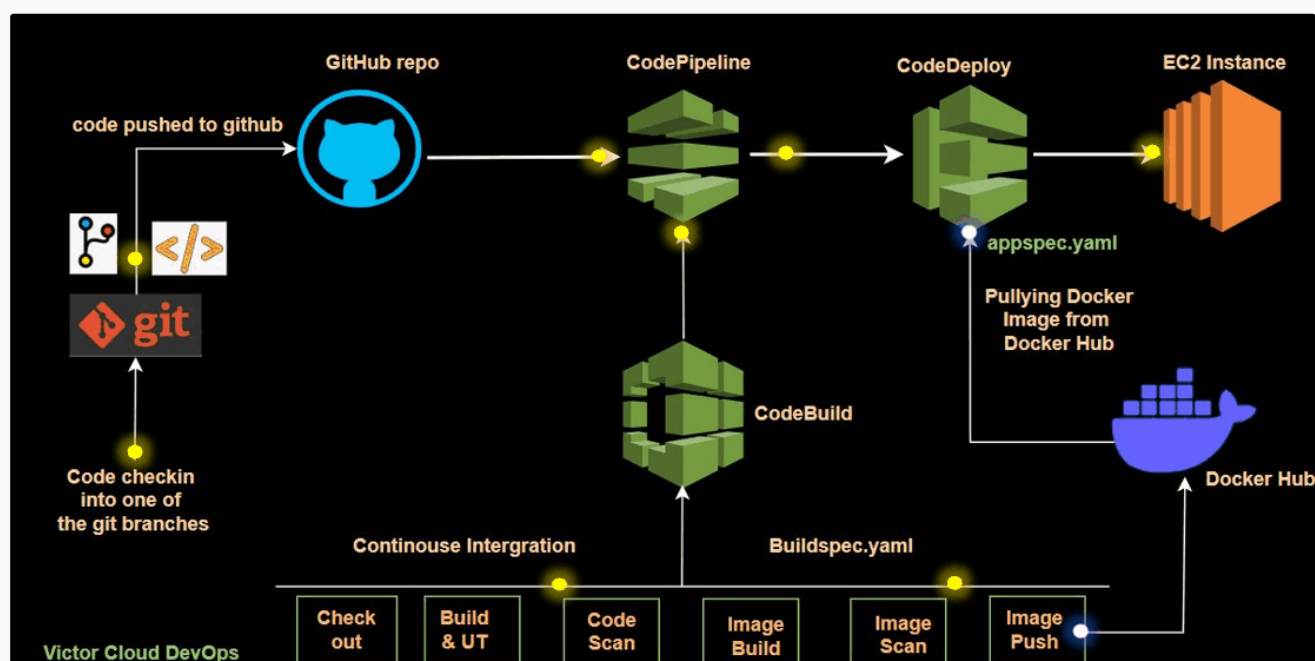 GitHub repo
CodePipeline
CodeDeploy
EC2 Instance
code pushed to github
</>
git
appspec.yaml
Pullying Docker
Image from
Docker Hub
CodeBuild
Docker Hub
Code checkin
into one of
the git branches
Continouse Intergration
Buildspec.yaml
Check
out
Build
& UT
Code
Scan
Image
Build
Image
Scan
Image
Push
Victor Cloud DevOps